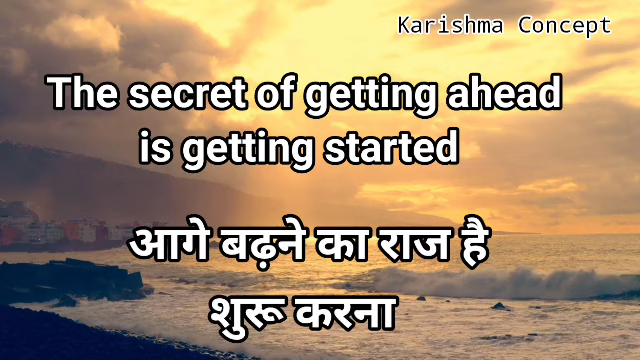 Karishma Concept
The secret of getting ahead
is getting started
आगे बढ़ने का राज है
शुरू करना